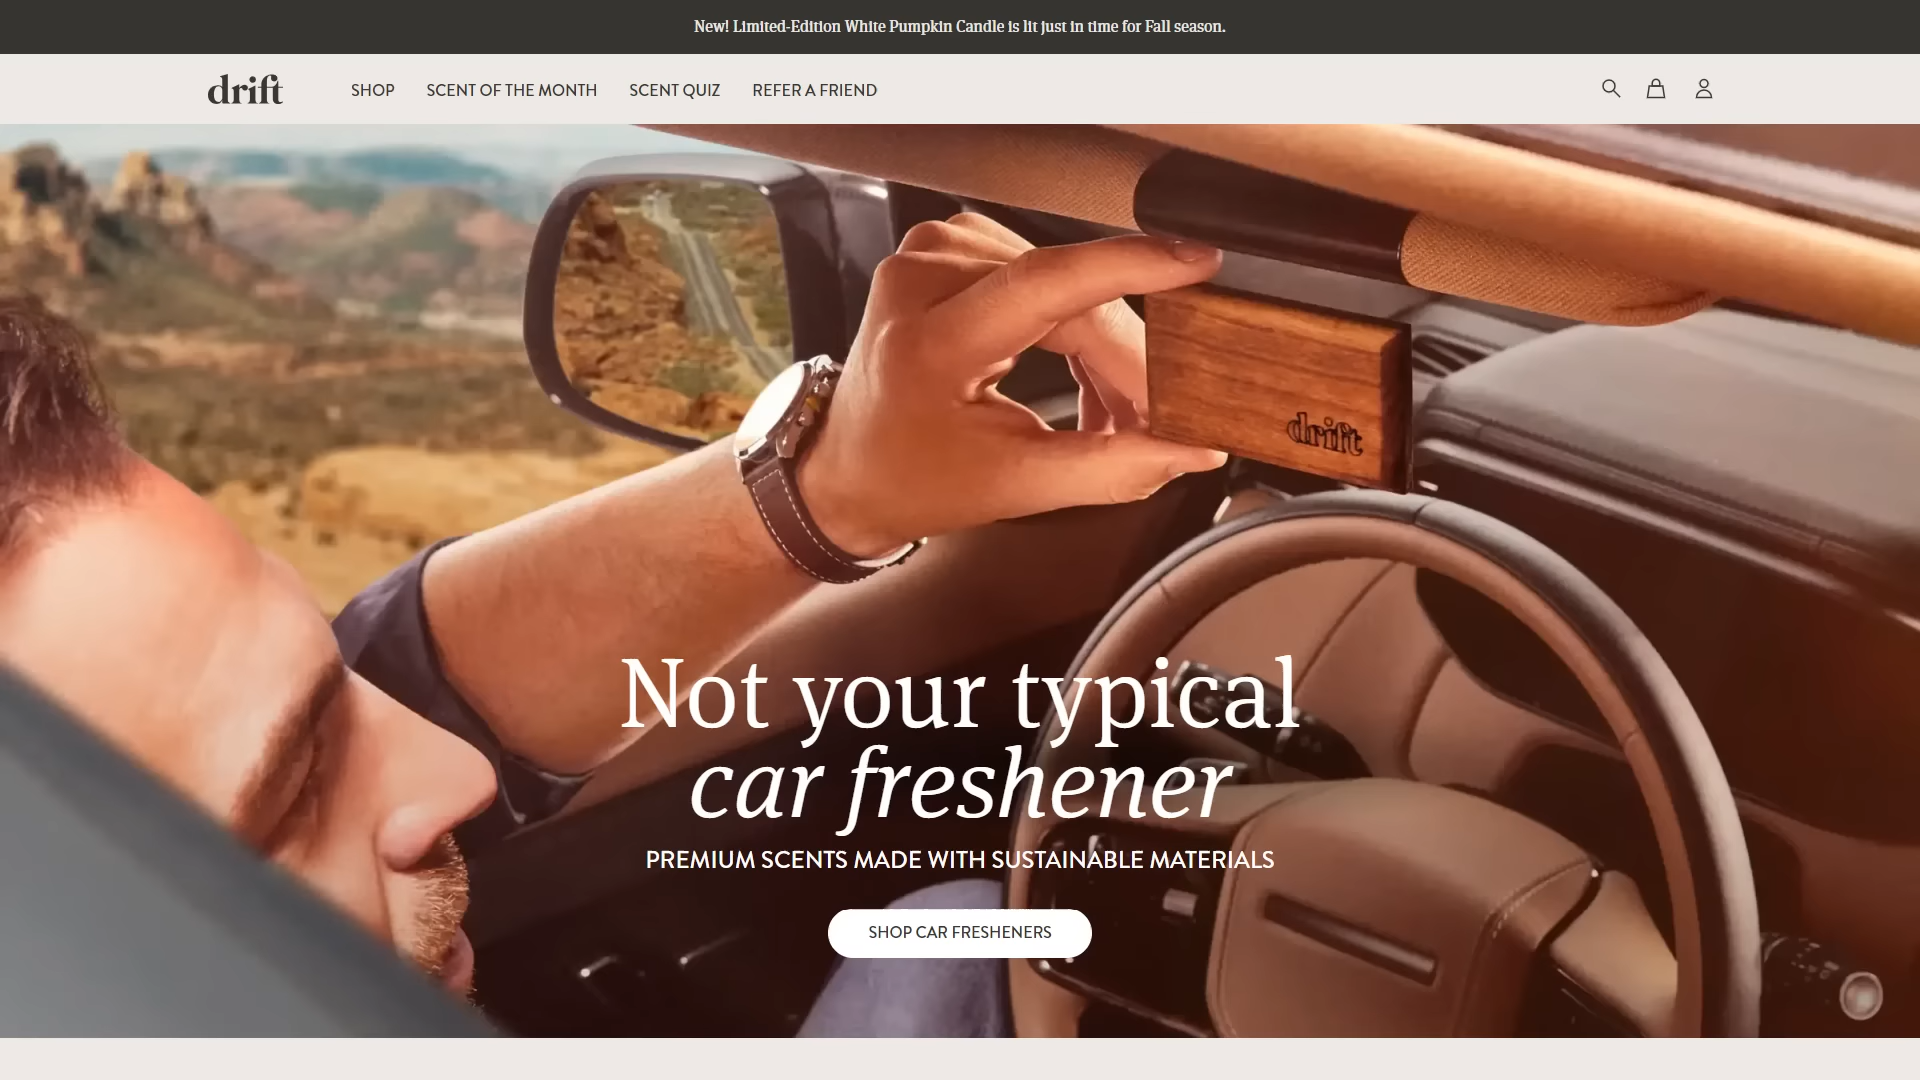 New! Limited-Edition White Pumpkin Candle is lit just in time for Fall season.
drift
SHOP
SCENT OF THE MONTH
SCENT QUIZ
REFER A FRIEND
drift
Not your typical
car freshener
PREMIUM SCENTS MADE WITH SUSTAINABLE MATERIALS
SHOP CAR FRESHENERS